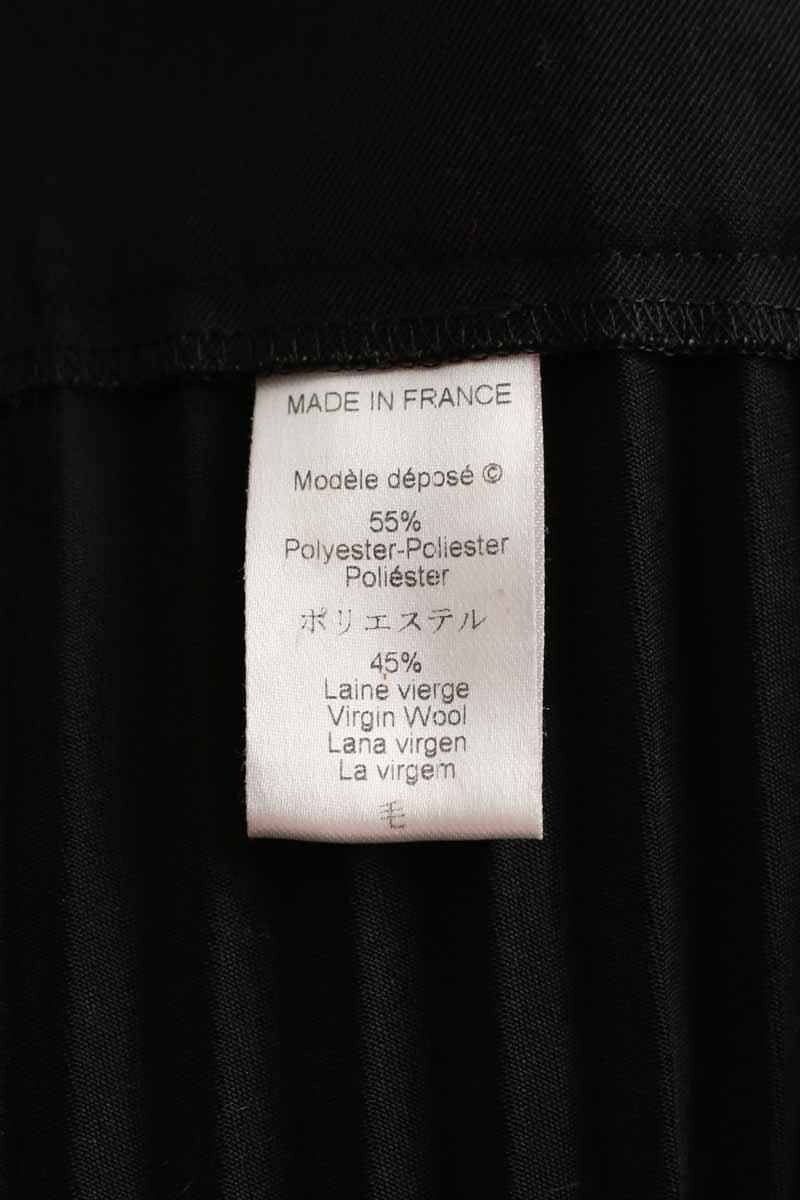 MADE IN FRANCE
Modèle déposé ©
55%
Polyester-Poliester
Poliéster
ポリエステル
45%
Laine vierge
Virgin Wool
Lana virgen
La virgem
毛